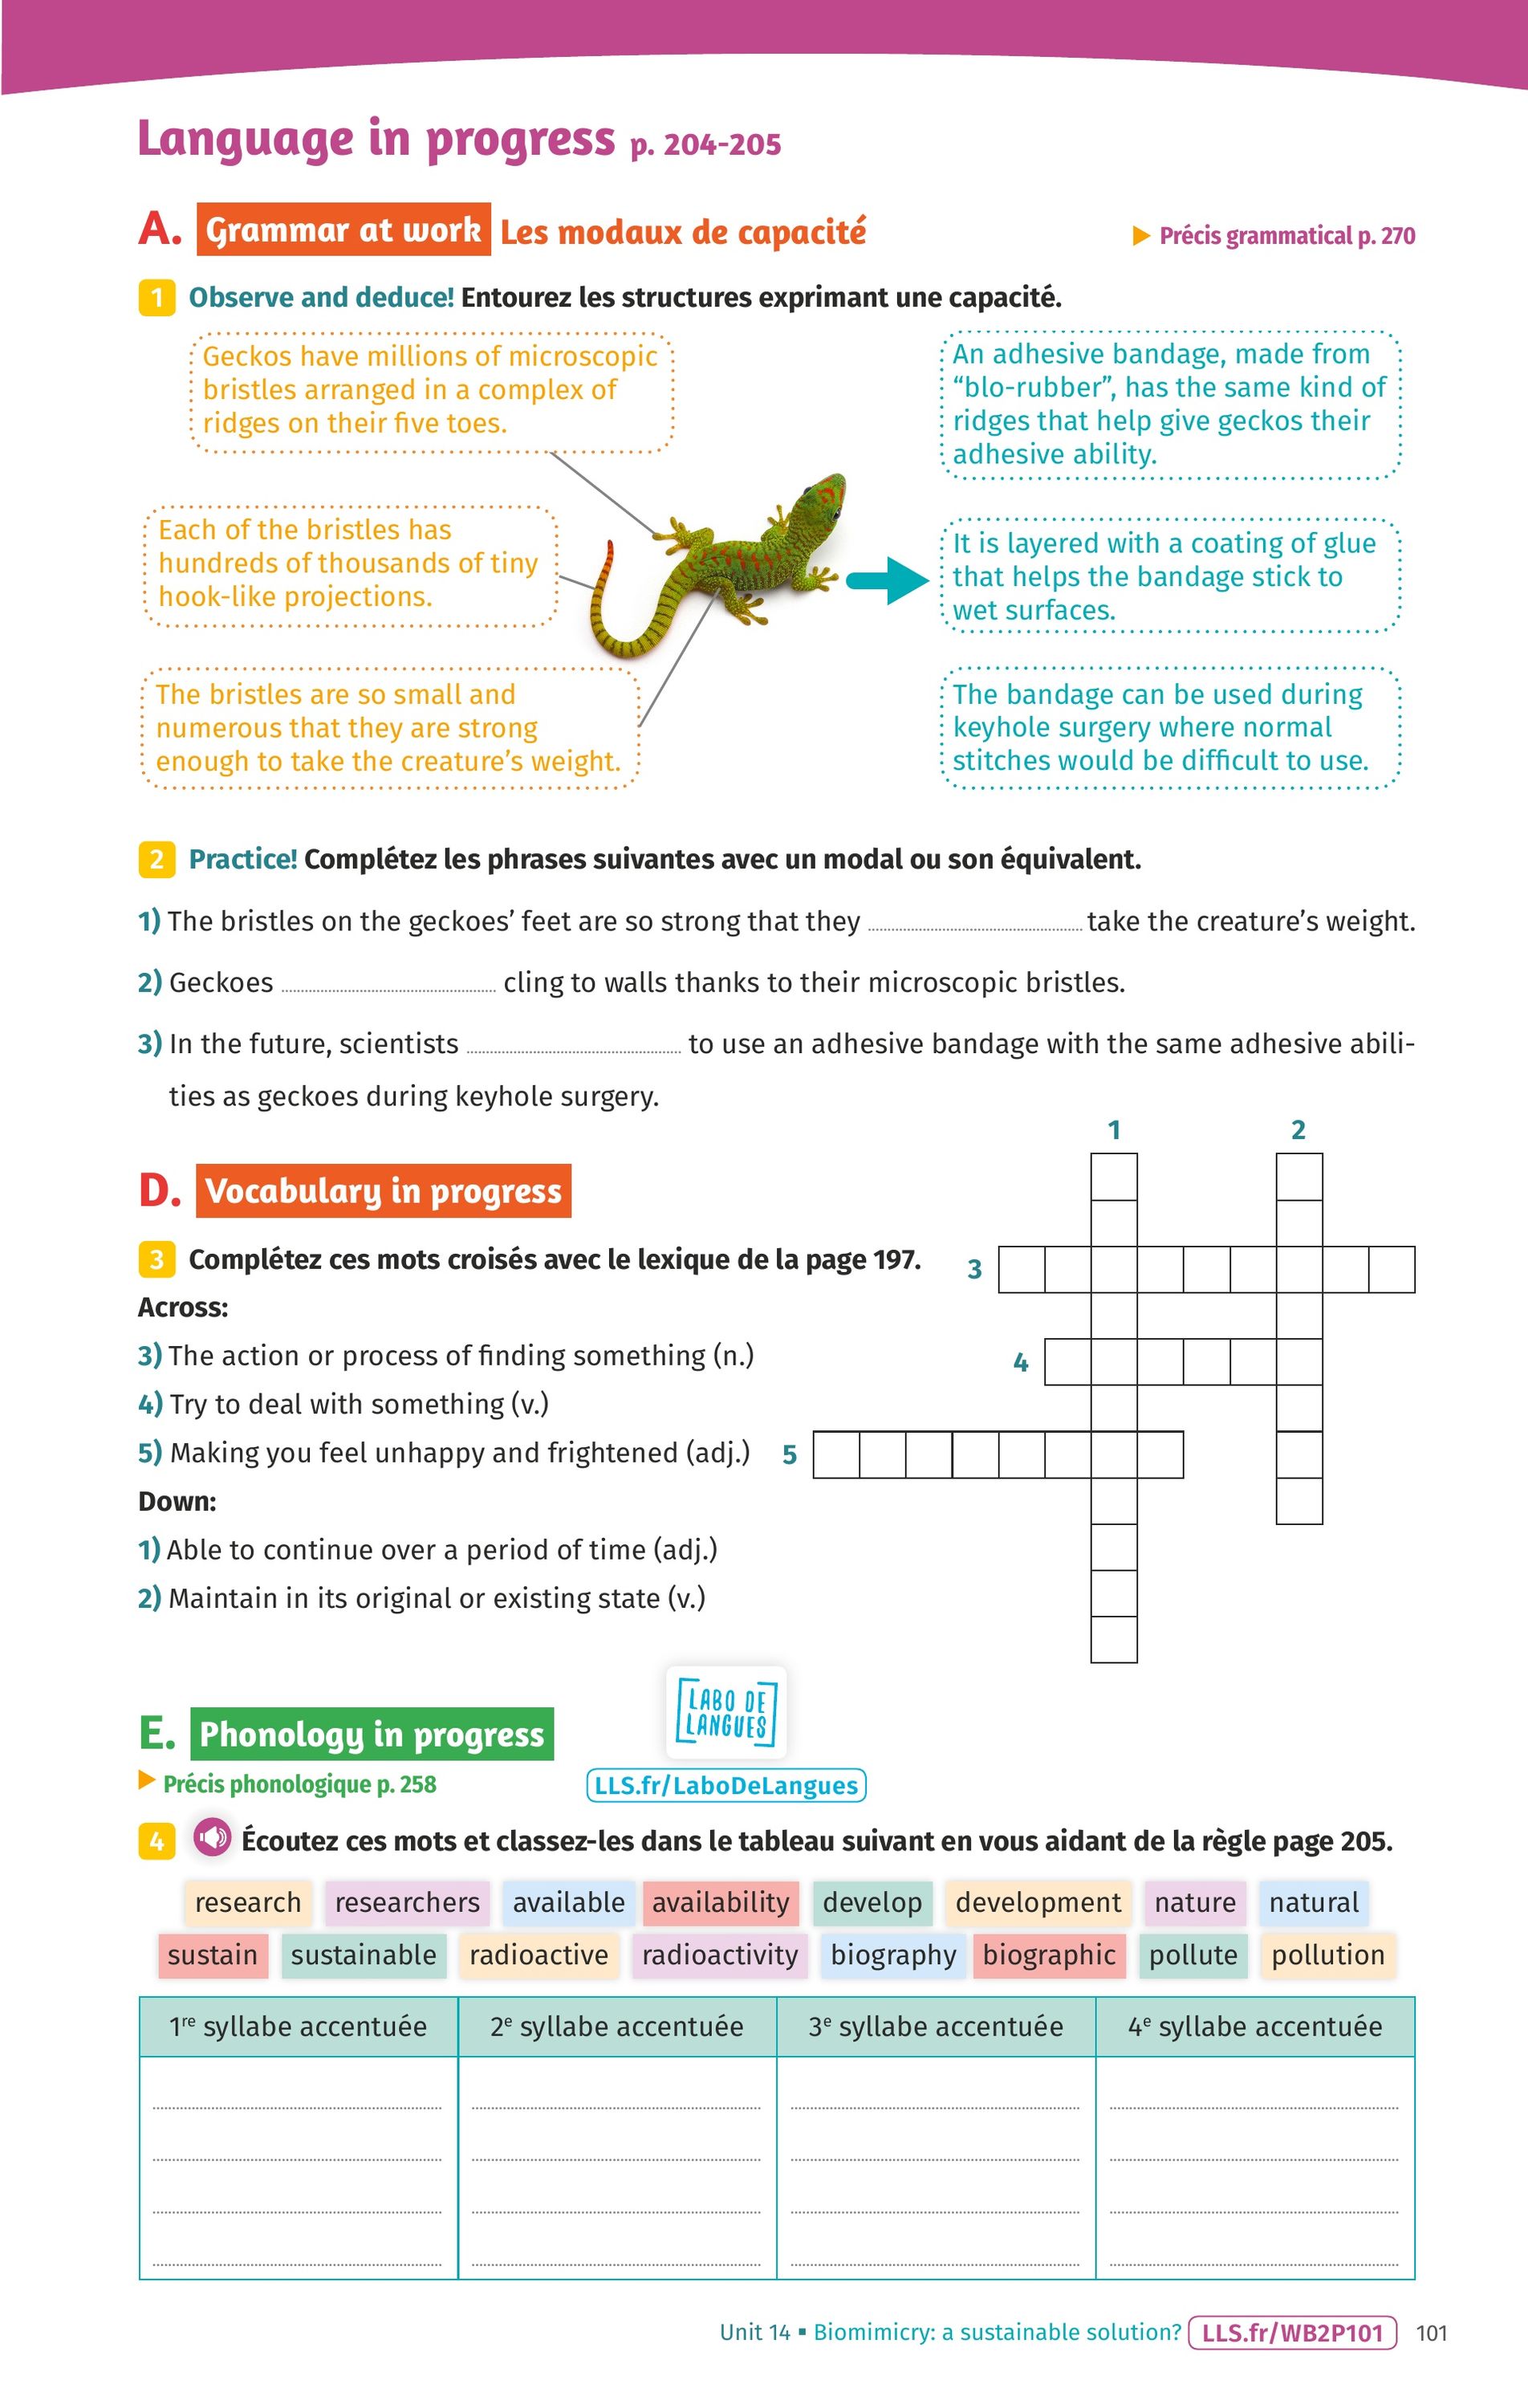 Language in progress p. 204-205
A. Grammar at work Les modaux de capacité
▶ Précis grammatical p. 270
1 Observe and deduce! Entourez les structures exprimant une capacité.
Geckos have millions of microscopic
bristles arranged in a complex of
ridges on their five toes.
Each of the bristles has
hundreds of thousands of tiny
hook-like projections.
The bristles are so small and
numerous that they are strong
enough to take the creature’s weight.
An adhesive bandage, made from
“blo-rubber”, has the same kind of
ridges that help give geckos their
adhesive ability.
It is layered with a coating of glue
that helps the bandage stick to
wet surfaces.
The bandage can be used during
keyhole surgery where normal
stitches would be difficult to use.
2 Practice! Complétez les phrases suivantes avec un modal ou son équivalent.
1) The bristles on the geckoes’ feet are so strong that they ........ take the creature’s weight.
2) Geckoes ........ cling to walls thanks to their microscopic bristles.
3) In the future, scientists ........ to use an adhesive bandage with the same adhesive abili-
ties as geckoes during keyhole surgery.
D. Vocabulary in progress
3 Complétez ces mots croisés avec le lexique de la page 197.
Across:
3) The action or process of finding something (n.)
4) Try to deal with something (v.)
5) Making you feel unhappy and frightened (adj.)
Down:
1) Able to continue over a period of time (adj.)
2) Maintain in its original or existing state (v.)
1 2
3
4
5
E. Phonology in progress
▶ Précis phonologique p. 258
LABO DE
LANGUES
LLS.fr/LaboDeLangues
4 Écoutez ces mots et classez-les dans le tableau suivant en vous aidant de la règle page 205.
research researchers available availability develop development nature natural
sustain sustainable radioactive radioactivity biography biographic pollute pollution
1re syllabe accentuée 2e syllabe accentuée 3e syllabe accentuée 4e syllabe accentuée
Unit 14 ▪ Biomimicry: a sustainable solution? LLS.fr/WB2P101 101